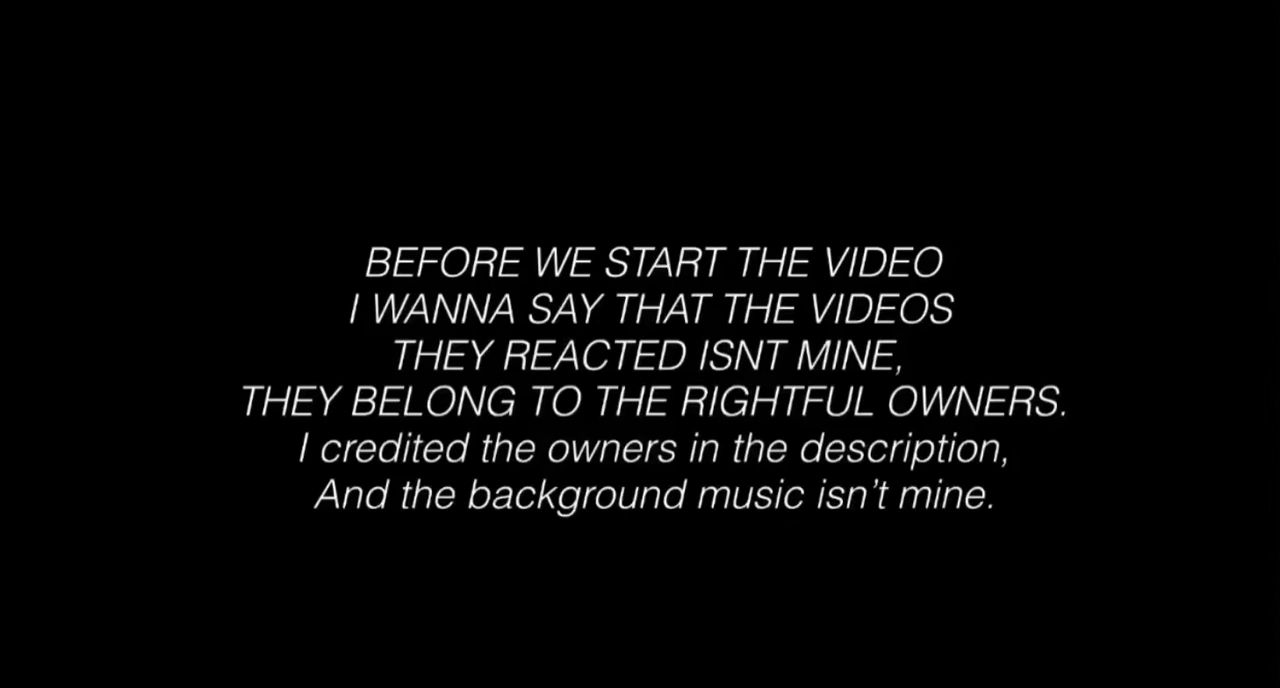 BEFORE WE START THE VIDEO
I WANNA SAY THAT THE VIDEOS
THEY REACTED ISNT MINE,
THEY BELONG TO THE RIGHTFUL OWNERS.
I credited the owners in the description,
And the background music isn’t mine.